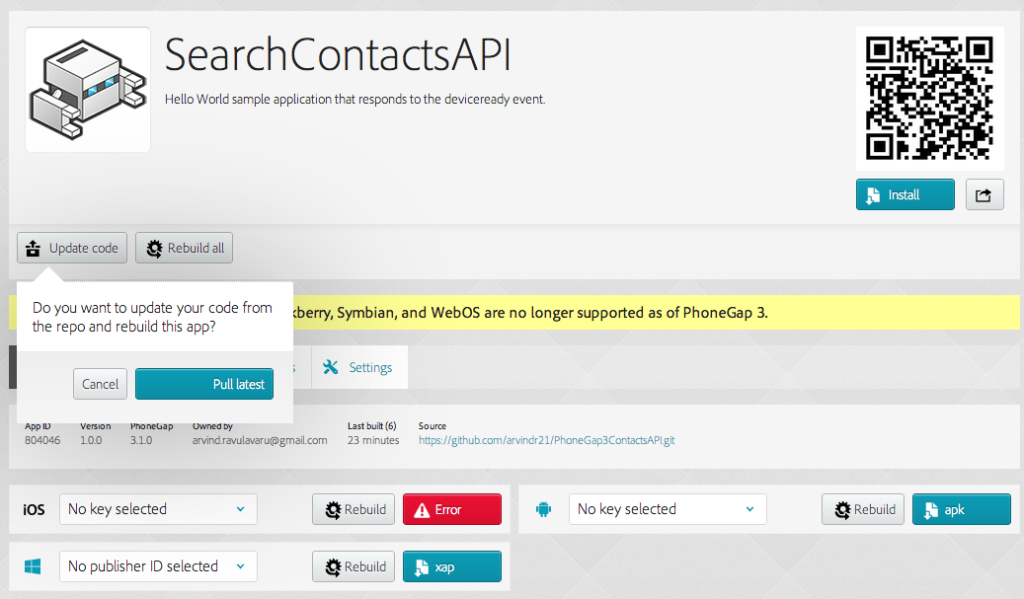 SearchContactsAPI
Hello World sample application that responds to the deviceready event.
Install
Update code
Rebuild all
Do you want to update your code from
the repo and rebuild this app?
Cancel
Pull latest
Symbian, and WebOS are no longer supported as of PhoneGap 3.
Settings
App ID
804046
Version
1.0.0
PhoneGap
3.1.0
Owned by
arvind.ravulavaru@gmail.com
Last built (6)
23 minutes
Source
https://github.com/arvindr21/PhoneGap3ContactsAPI.git
iOS
No key selected
Rebuild
Error
No key selected
Rebuild
apk
No publisher ID selected
Rebuild
xap